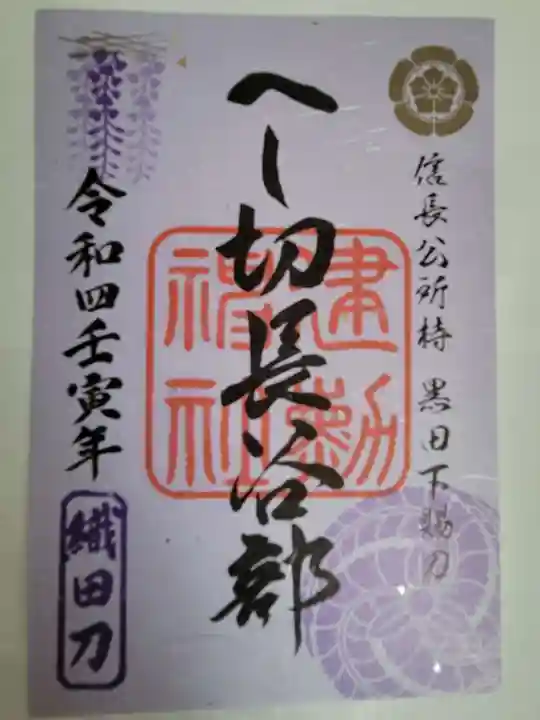 信長公所持 黒田下賜刀
へし切長谷部
建勲
神社
令和四壬寅年
織田刀